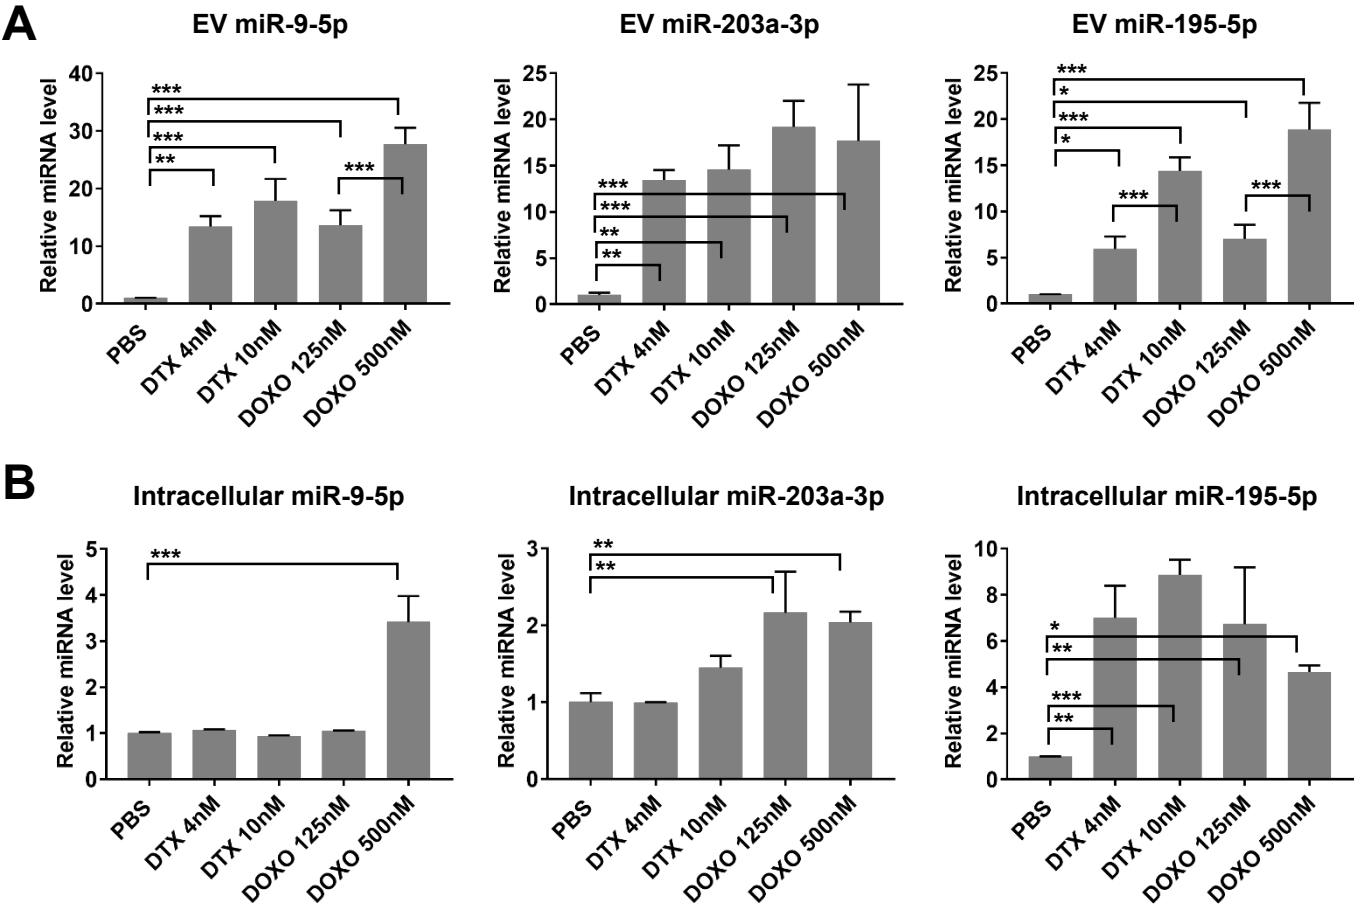 A
EV miR-9-5p
Relative miRNA level
40
30
20
10
0
***
***
***
**
***
PBS
DTX 4nM
DTX 10nM
DOXO 125nM
DOXO 500nM
EV miR-203a-3p
Relative miRNA level
25
20
15
10
5
0
***
***
**
**
PBS
DTX 4nM
DTX 10nM
DOXO 125nM
DOXO 500nM
EV miR-195-5p
Relative miRNA level
25
20
15
10
5
0
***
*
***
*
***
***
PBS
DTX 4nM
DTX 10nM
DOXO 125nM
DOXO 500nM
B
Intracellular miR-9-5p
Relative miRNA level
5
4
3
2
1
0
***
PBS
DTX 4nM
DTX 10nM
DOXO 125nM
DOXO 500nM
Intracellular miR-203a-3p
Relative miRNA level
3
2
1
0
**
**
PBS
DTX 4nM
DTX 10nM
DOXO 125nM
DOXO 500nM
Intracellular miR-195-5p
Relative miRNA level
10
8
6
4
2
0
*
**
***
**
PBS
DTX 4nM
DTX 10nM
DOXO 125nM
DOXO 500nM